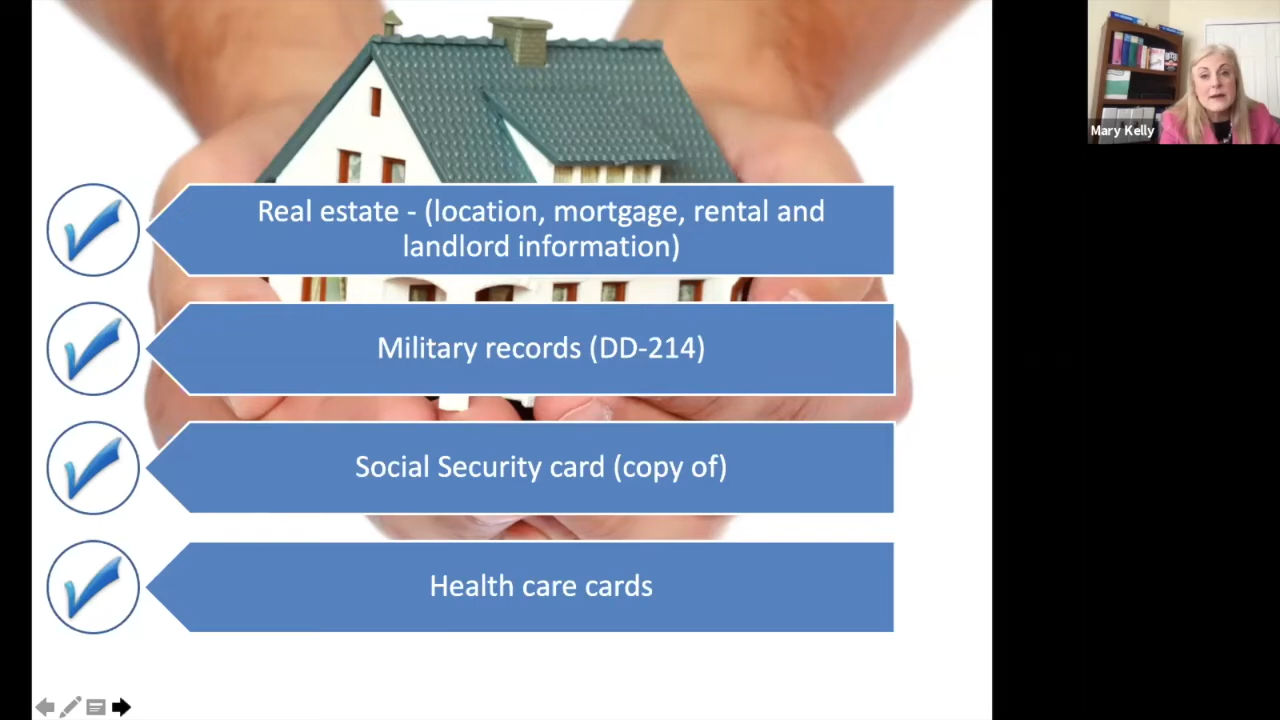 Real estate - (location, mortgage, rental and
landlord information)
Military records (DD-214)
Social Security card (copy of)
Health care cards
Mary Kelly